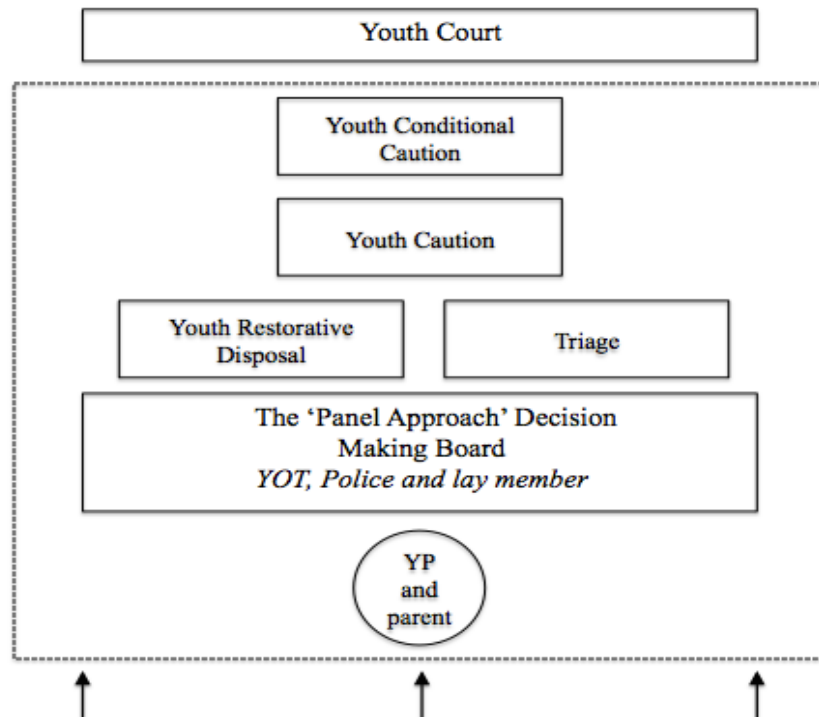 Youth Court
Youth Conditional
Caution
Youth Caution
Youth Restorative
Disposal
Triage
The ‘Panel Approach’ Decision
Making Board
YOT, Police and lay member
YP
and
parent